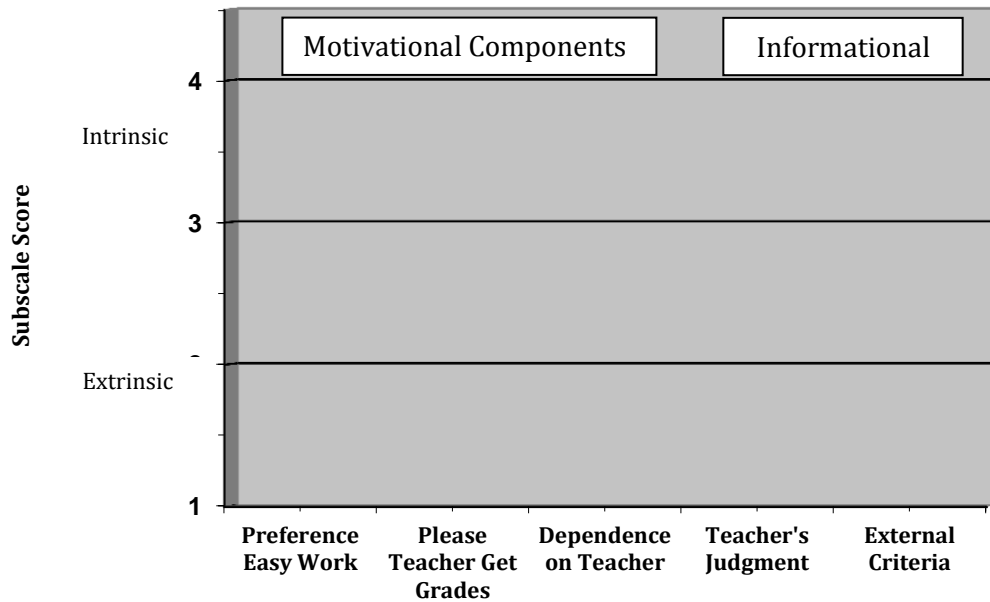 Motivational Components
Informational
4
Intrinsic
3
Subscale Score
Extrinsic
1
Preference
Easy Work
Please
Teacher Get
Grades
Dependence
on Teacher
Teacher's
Judgment
External
Criteria